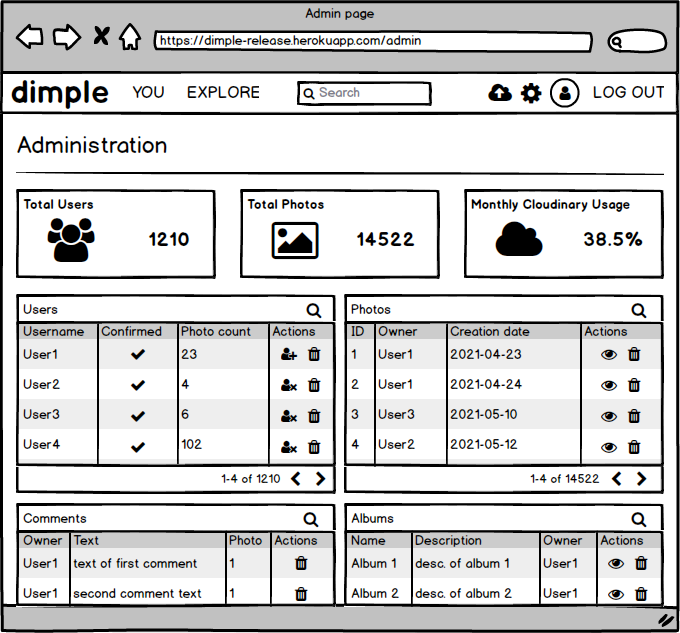 Admin page
https://dimple-release.herokuapp.com/admin
dimple YOU EXPLORE Search LOG OUT
Administration
Total Users
1210
Total Photos
14522
Monthly Cloudinary Usage
38.5%
Users
Username Confirmed Photo count Actions
User1 23
User2 4
User3 6
User4 102
1-4 of 1210
Photos
ID Owner Creation date Actions
1 User1 2021-04-23
2 User1 2021-04-24
3 User3 2021-05-10
4 User2 2021-05-12
1-4 of 14522
Comments
Owner Text Photo Actions
User1 text of first comment 1
User1 second comment text 1
Albums
Name Description Owner Actions
Album 1 desc. of album 1 User1
Album 2 desc. of album 2 User1